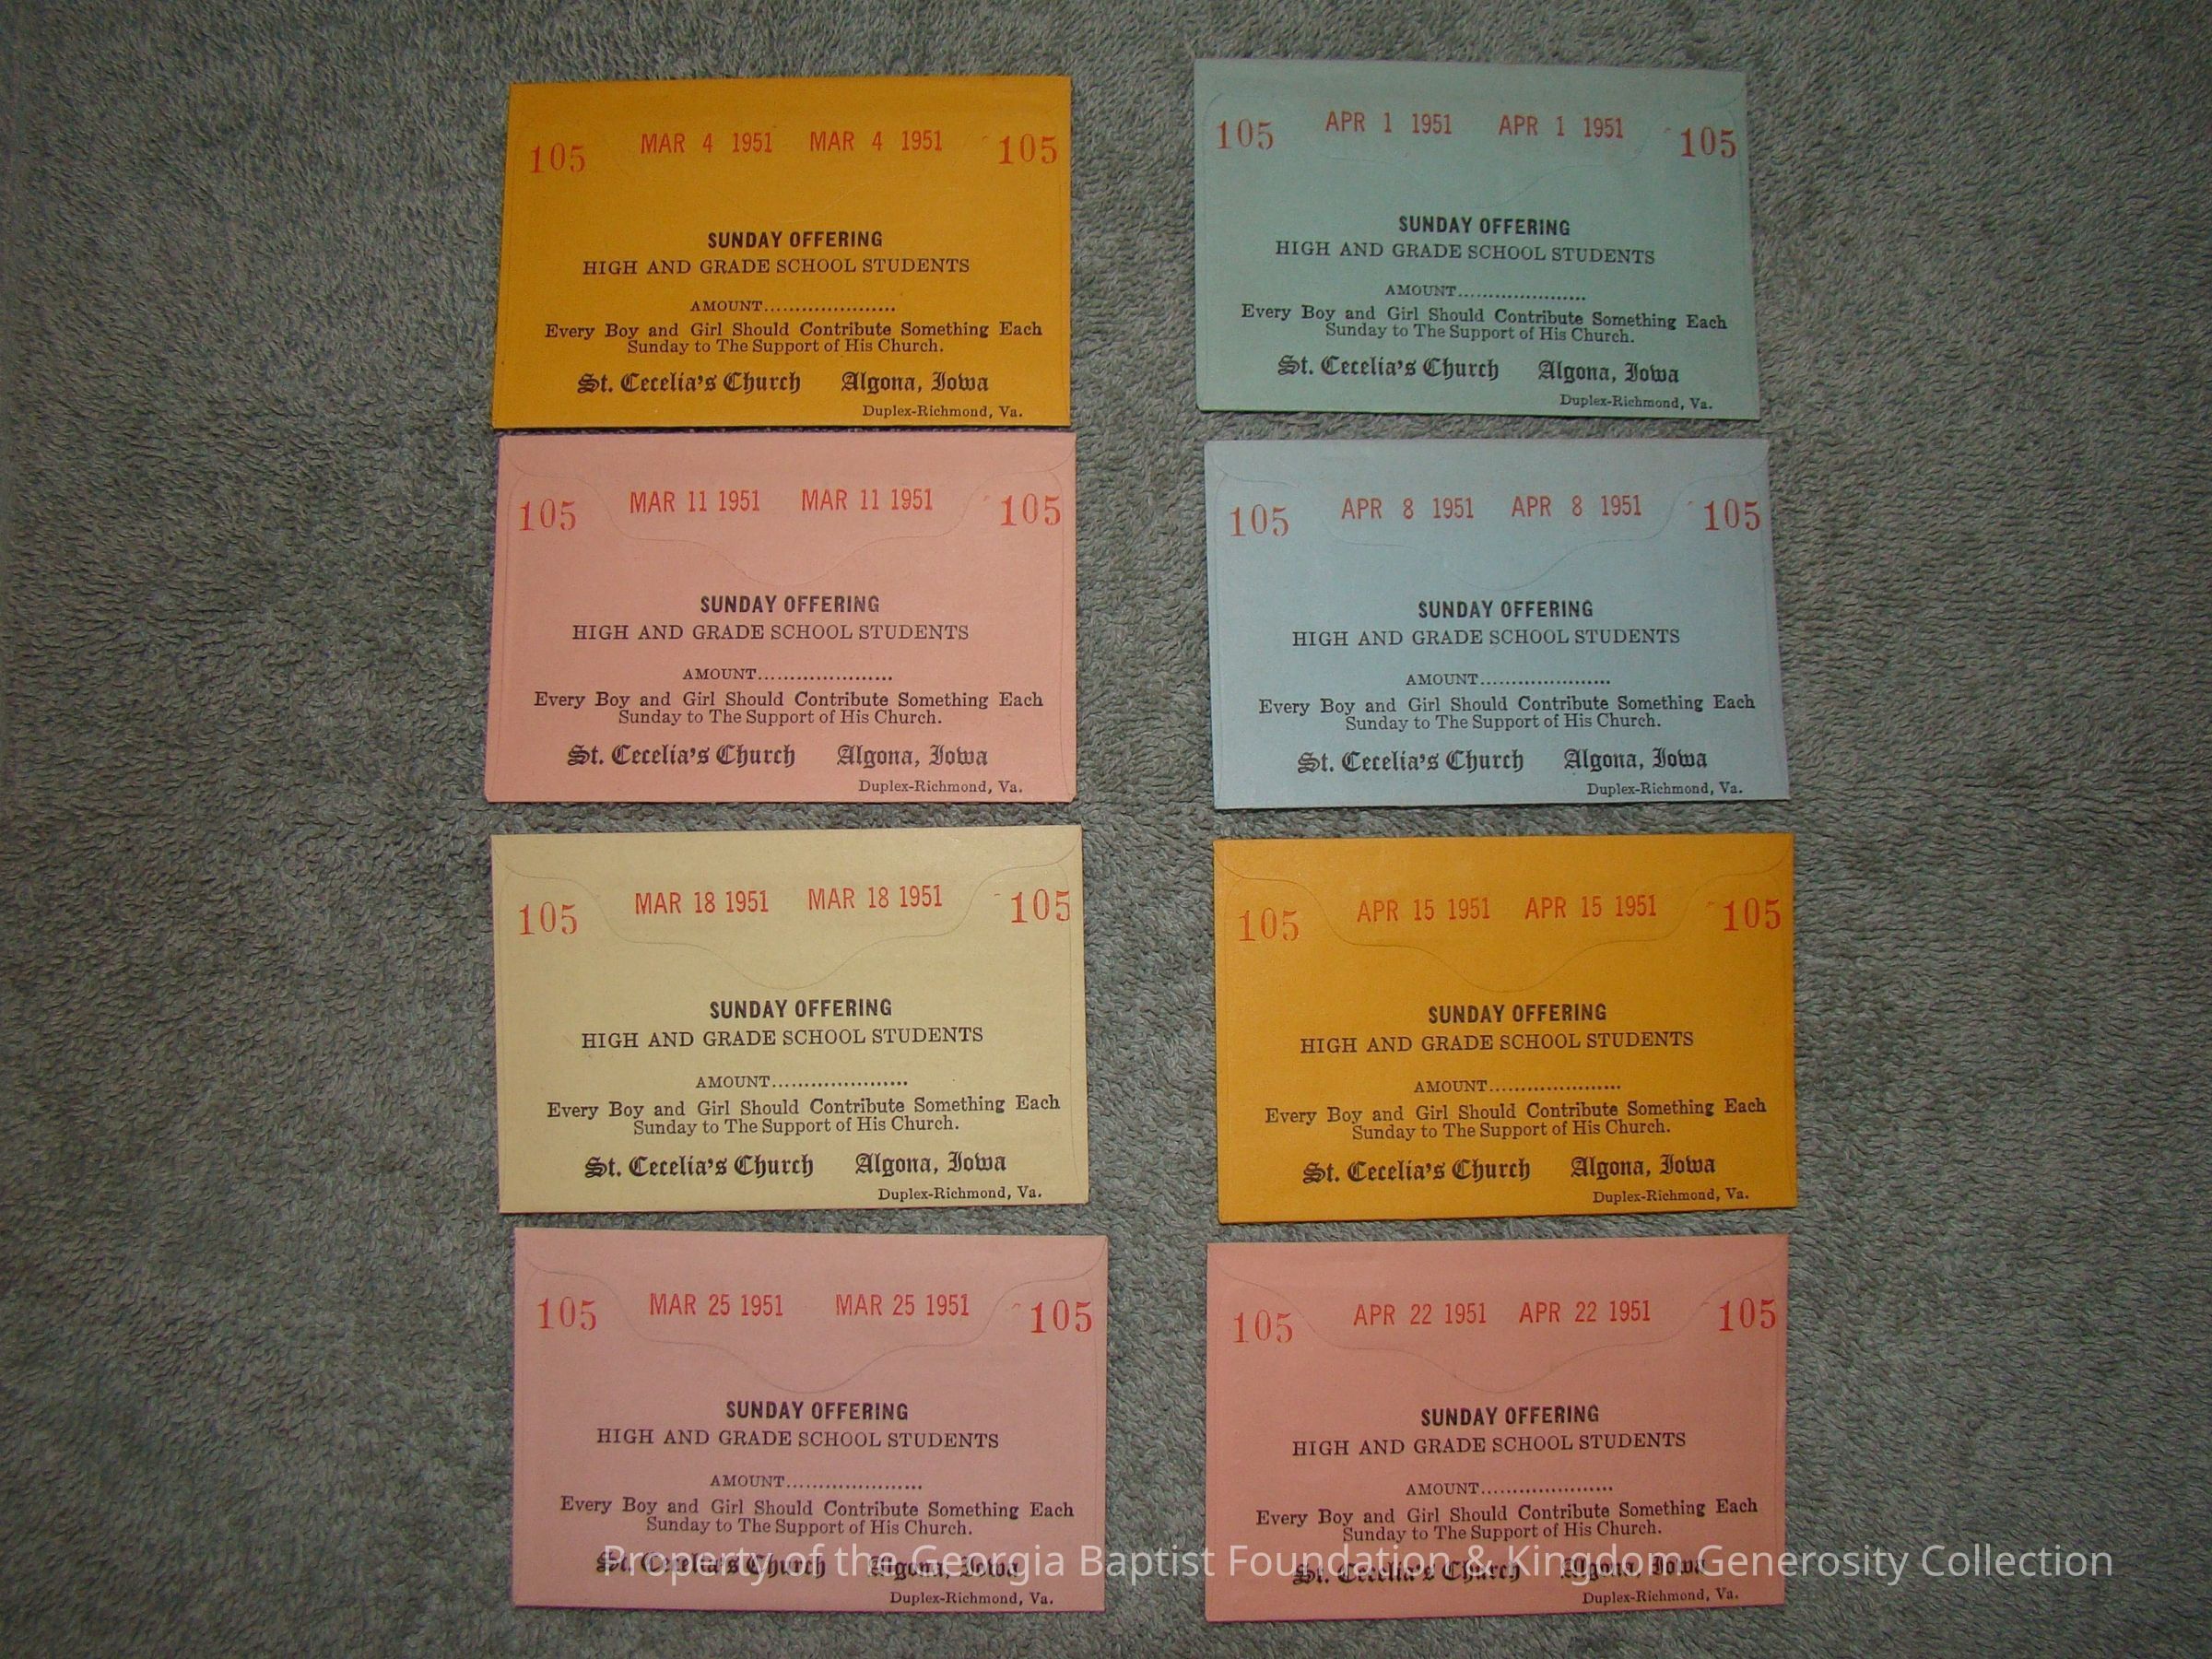 105 MAR 4 1951 MAR 4 1951 105
SUNDAY OFFERING
HIGH AND GRADE SCHOOL STUDENTS
AMOUNT.....................
Every Boy and Girl Should Contribute Something Each
Sunday to The Support of His Church.
St. Cecelia's Church Algona, Iowa
Duplex-Richmond, Va.
105 MAR 11 1951 MAR 11 1951 105
SUNDAY OFFERING
HIGH AND GRADE SCHOOL STUDENTS
AMOUNT.....................
Every Boy and Girl Should Contribute Something Each
Sunday to The Support of His Church.
St. Cecelia's Church Algona, Iowa
Duplex-Richmond, Va.
105 MAR 18 1951 MAR 18 1951 105
SUNDAY OFFERING
HIGH AND GRADE SCHOOL STUDENTS
AMOUNT.....................
Every Boy and Girl Should Contribute Something Each
Sunday to The Support of His Church.
St. Cecelia's Church Algona, Iowa
Duplex-Richmond, Va.
105 MAR 25 1951 MAR 25 1951 105
SUNDAY OFFERING
HIGH AND GRADE SCHOOL STUDENTS
AMOUNT.....................
Every Boy and Girl Should Contribute Something Each
Sunday to The Support of His Church.
St. Cecelia's Church Algona, Iowa
Duplex-Richmond, Va.
105 APR 1 1951 APR 1 1951 105
SUNDAY OFFERING
HIGH AND GRADE SCHOOL STUDENTS
AMOUNT.....................
Every Boy and Girl Should Contribute Something Each
Sunday to The Support of His Church.
St. Cecelia's Church Algona, Iowa
Duplex-Richmond, Va.
105 APR 8 1951 APR 8 1951 105
SUNDAY OFFERING
HIGH AND GRADE SCHOOL STUDENTS
AMOUNT.....................
Every Boy and Girl Should Contribute Something Each
Sunday to The Support of His Church.
St. Cecelia's Church Algona, Iowa
Duplex-Richmond, Va.
105 APR 15 1951 APR 15 1951 105
SUNDAY OFFERING
HIGH AND GRADE SCHOOL STUDENTS
AMOUNT.....................
Every Boy and Girl Should Contribute Something Each
Sunday to The Support of His Church.
St. Cecelia's Church Algona, Iowa
Duplex-Richmond, Va.
105 APR 22 1951 APR 22 1951 105
SUNDAY OFFERING
HIGH AND GRADE SCHOOL STUDENTS
AMOUNT.....................
Every Boy and Girl Should Contribute Something Each
Sunday to The Support of His Church.
St. Cecelia's Church Algona, Iowa
Duplex-Richmond, Va.
Property of the Georgia Baptist Foundation & Kingdom Generosity Collection